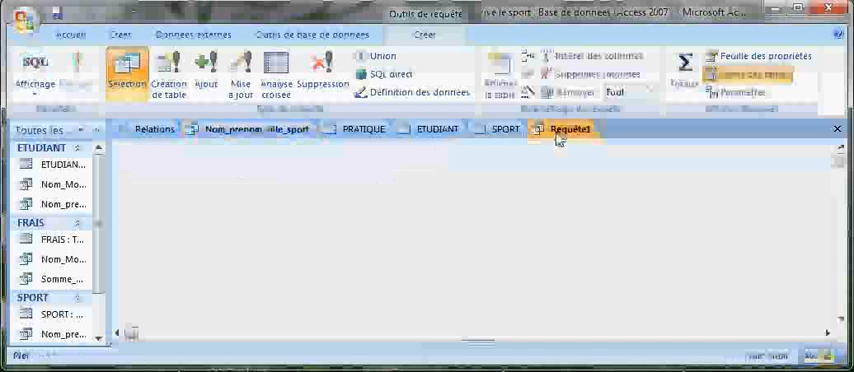 Outils de requête
ve le sport : Base de données (Access 2007) - Microsoft Ac...
Accueil Créer Données externes Outils de base de données Créer
SQL
Affichage
Sélection
Création de table
Ajout
Mise à jour
Analyse croisée
Suppression
Union
SQL direct
Définition des données
Insérer des colonnes
Supprimer
Tout
Totaux
Feuille des propriétés
Paramètres
Toutes les ...
Relations PRATIQUE ETUDIANT SPORT Requête1
ETUDIANT
ETUDIAN...
Nom_Mo...
Nom_pre...
FRAIS
FRAIS : T...
Nom_Mo...
Somme_...
SPORT
SPORT : ...
Nom_pre...